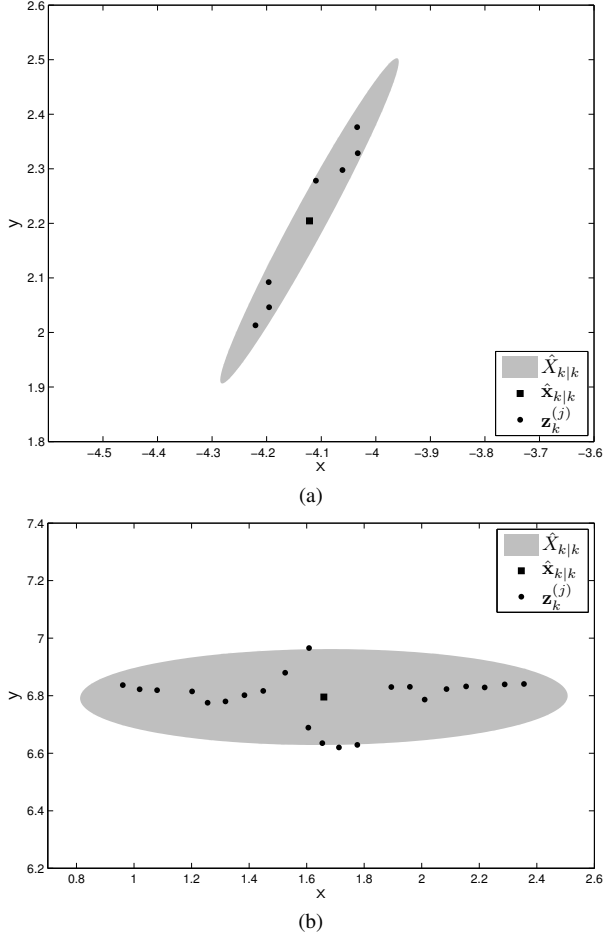 2.6
2.5
2.4
2.3
2.2
2.1
2
1.9
1.8
y
−4.5 −4.4 −4.3 −4.2 −4.1 −4 −3.9 −3.8 −3.7 −3.6
x
X̂ₖ|ₖ
x̂ₖ|ₖ
zₖ⁽ʲ⁾
(a)
7.4
7.2
7
6.8
6.6
6.4
6.2
y
0.8 1 1.2 1.4 1.6 1.8 2 2.2 2.4 2.6
x
X̂ₖ|ₖ
x̂ₖ|ₖ
zₖ⁽ʲ⁾
(b)